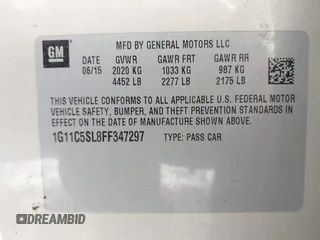 GM
MFD BY GENERAL MOTORS LLC
DATE GVWR GAWR FRT GAWR RR
06/15 2020 KG 1033 KG 987 KG
4452 LB 2277 LB 2175 LB
THIS VEHICLE CONFORMS TO ALL APPLICABLE U.S. FEDERAL MOTOR
VEHICLE SAFETY, BUMPER, AND THEFT PREVENTION STANDARDS IN
EFFECT ON THE DATE OF MANUFACTURE SHOWN ABOVE.
1G11C5SL8FF347297 TYPE: PASS CAR
DREAMBID